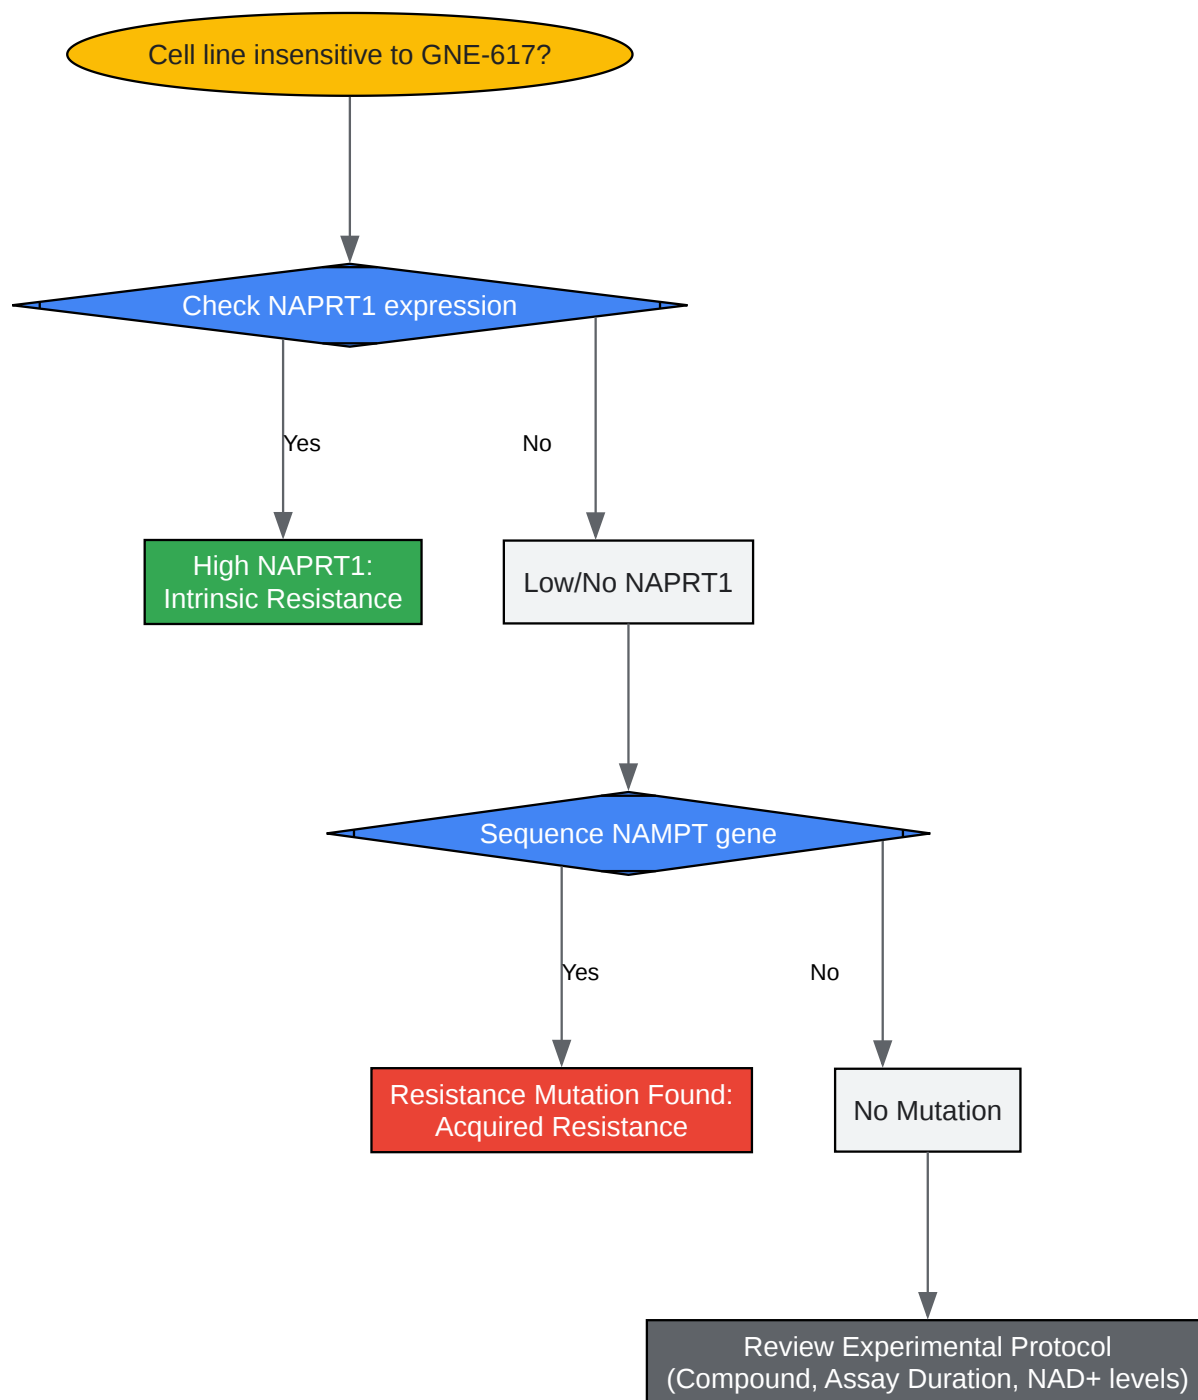 Cell line insensitive to GNE-617?
Check NAPRT1 expression
Yes
No
High NAPRT1:
Intrinsic Resistance
Low/No NAPRT1
Sequence NAMPT gene
Yes
No
Resistance Mutation Found:
Acquired Resistance
No Mutation
Review Experimental Protocol
(Compound, Assay Duration, NAD+ levels)